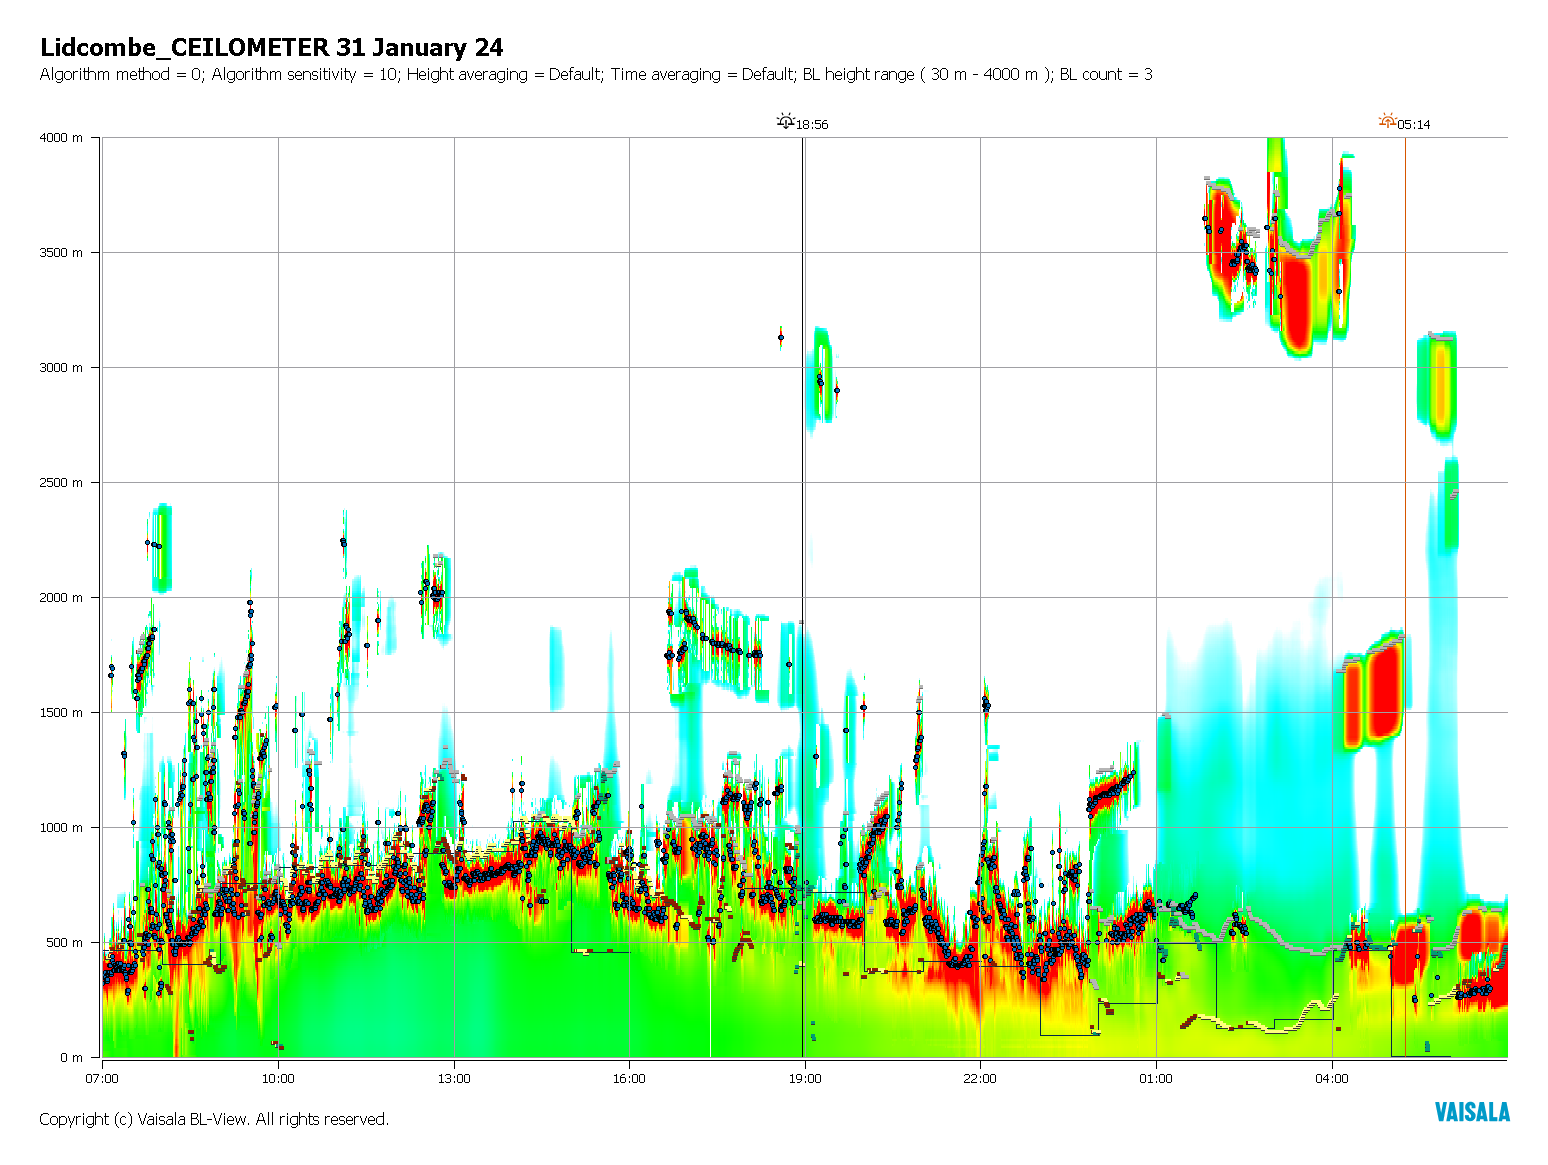 Lidcombe_CEILOMETER 31 January 24
Algorithm method = 0; Algorithm sensitivity = 10; Height averaging = Default; Time averaging = Default; BL height range ( 30 m - 4000 m ); BL count = 3
18:56
05:14
4000 m
3500 m
3000 m
2500 m
2000 m
1500 m
1000 m
500 m
0 m
07:00 10:00 13:00 16:00 19:00 22:00 01:00 04:00
Copyright (c) Vaisala BL-View. All rights reserved.
VAISALA